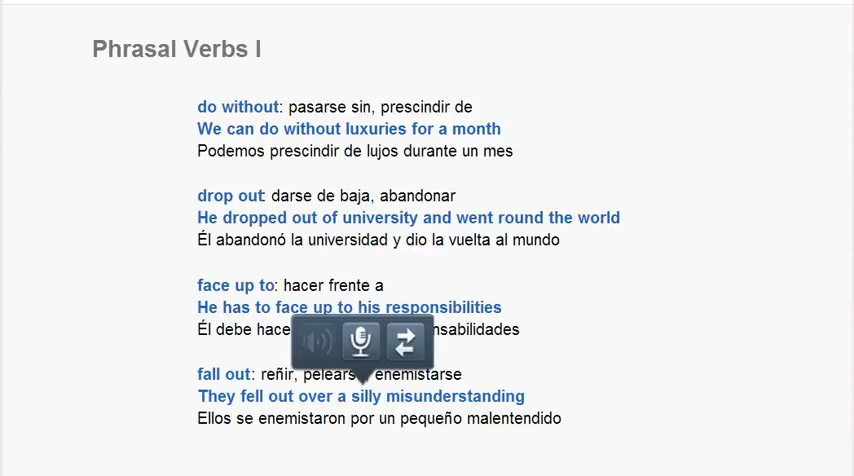 Phrasal Verbs I
do without: pasarse sin, prescindir de
We can do without luxuries for a month
Podemos prescindir de lujos durante un mes
drop out: darse de baja, abandonar
He dropped out of university and went round the world
Él abandonó la universidad y dio la vuelta al mundo
face up to: hacer frente a
He has to face up to his responsibilities
Él debe
fall out: reñir, enemistarse
They fell out over a silly misunderstanding
Ellos se enemistaron por un pequeño malentendido